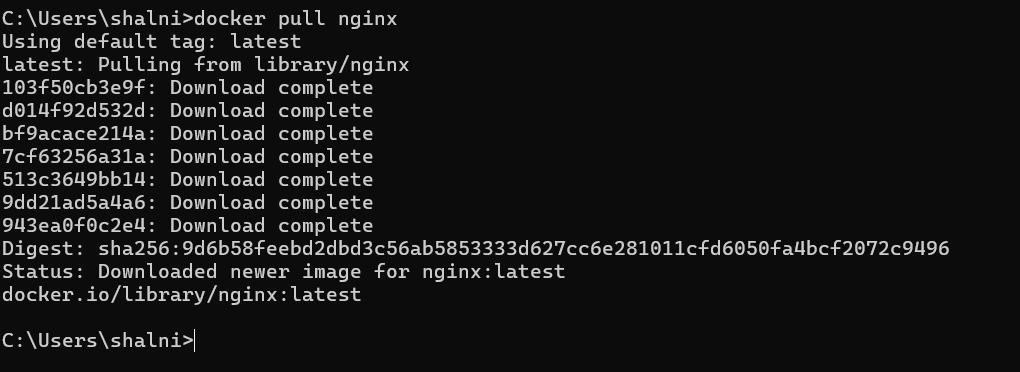 C:\Users\shalni>docker pull nginx
Using default tag: latest
latest: Pulling from library/nginx
103f50cb3e9f: Download complete
d014f92d532d: Download complete
bf9acace214a: Download complete
7cf63256a31a: Download complete
513c3649bb14: Download complete
9dd21ad5a4a6: Download complete
943ea0f0c2e4: Download complete
Digest: sha256:9d6b58feebd2dbd3c56ab5853333d627cc6e281011cfd6050fa4bcf2072c9496
Status: Downloaded newer image for nginx:latest
docker.io/library/nginx:latest
C:\Users\shalni>